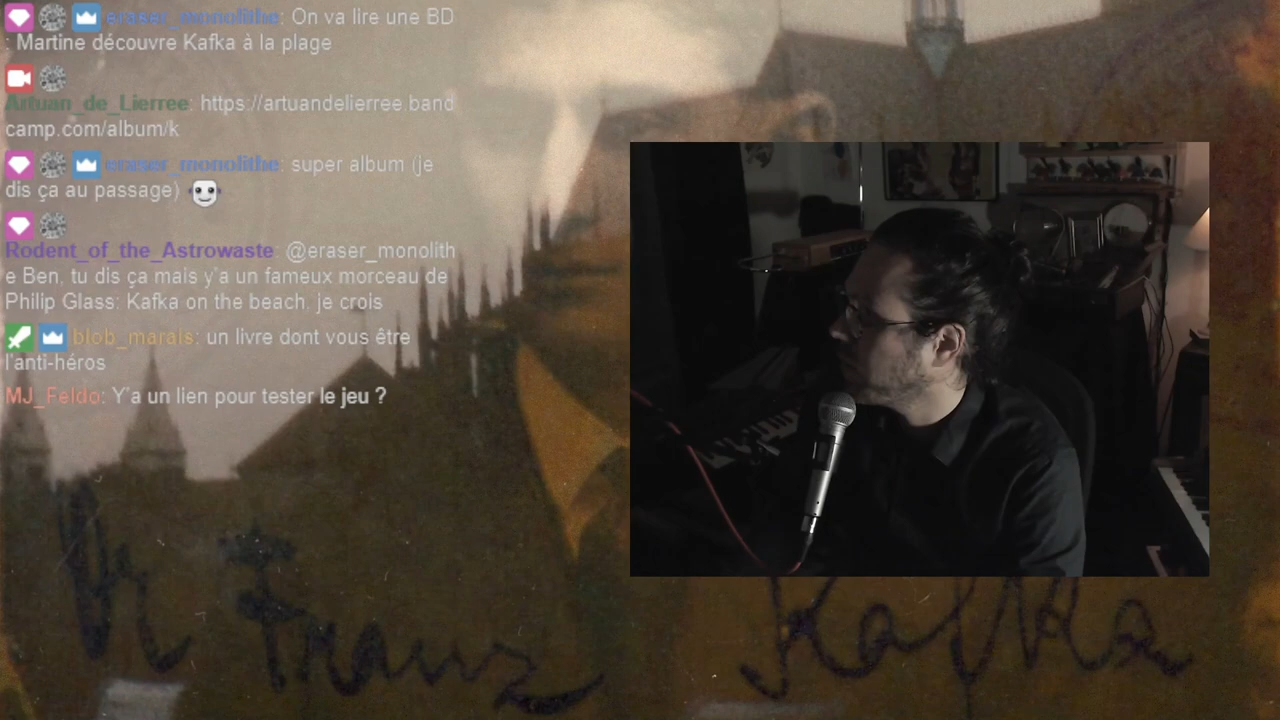 eraser_monolithe: On va lire une BD
: Martine découvre Kafka à la plage
Artuan_de_Lierree: https://artuandelierree.band
camp.com/album/k
eraser_monolithe: super album (je
dis ça au passage)
Rodent_of_the_Astrowaste: @eraser_monolith
e Ben, tu dis ça mais y'a un fameux morceau de
Philip Glass: Kafka on the beach, je crois
blob_marais: un livre dont vous être
l'anti-héros
MJ_Feldo: Y'a un lien pour tester le jeu ?
Dr Franz Kafka